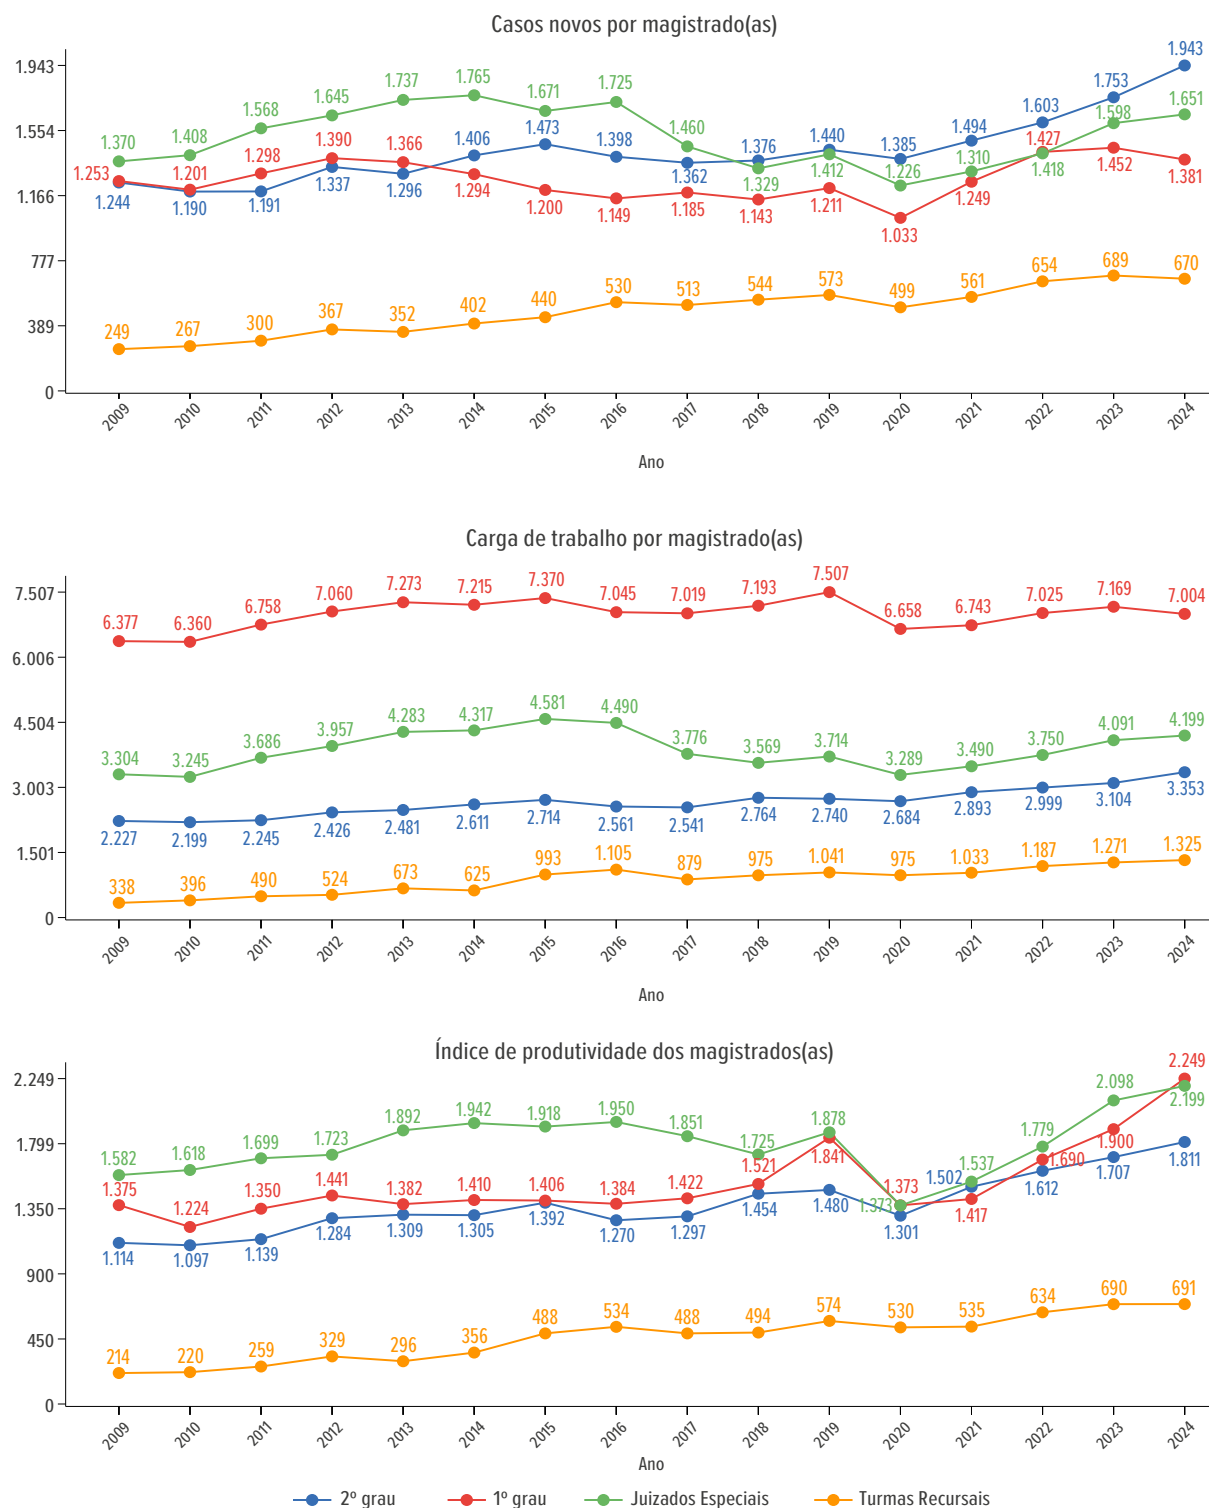 Casos novos por magistrado(as)
1.943
1.554
1.166
777
389
0
1.370 1.408 1.568 1.645 1.737 1.765 1.671 1.725 1.460 1.329 1.412 1.226 1.310 1.418 1.598 1.651
1.253 1.201 1.298 1.390 1.366 1.294 1.200 1.149 1.185 1.143 1.211 1.033 1.249 1.427 1.452 1.381
1.244 1.190 1.191 1.337 1.296 1.406 1.473 1.398 1.362 1.376 1.440 1.385 1.494 1.603 1.753 1.943
249 267 300 367 352 402 440 530 513 544 573 499 561 654 689 670
2009 2010 2011 2012 2013 2014 2015 2016 2017 2018 2019 2020 2021 2022 2023 2024
Ano
Carga de trabalho por magistrado(as)
7.507
6.006
4.504
3.003
1.501
0
6.377 6.360 6.758 7.060 7.273 7.215 7.370 7.045 7.019 7.193 7.507 6.658 6.743 7.025 7.169 7.004
3.304 3.245 3.686 3.957 4.283 4.317 4.581 4.490 3.776 3.569 3.714 3.289 3.490 3.750 4.091 4.199
2.227 2.199 2.245 2.426 2.481 2.611 2.714 2.561 2.541 2.764 2.740 2.684 2.893 2.999 3.104 3.353
338 396 490 524 673 625 993 1.105 879 975 1.041 975 1.033 1.187 1.271 1.325
2009 2010 2011 2012 2013 2014 2015 2016 2017 2018 2019 2020 2021 2022 2023 2024
Ano
Índice de produtividade dos magistrados(as)
2.249
1.799
1.350
900
450
0
1.582 1.618 1.699 1.723 1.892 1.942 1.918 1.950 1.851 1.725 1.878 1.373 1.537 1.779 2.098 2.199
1.375 1.224 1.350 1.441 1.382 1.410 1.406 1.384 1.422 1.521 1.841 1.373 1.417 1.690 1.900 2.249
1.114 1.097 1.139 1.284 1.309 1.305 1.392 1.270 1.297 1.454 1.480 1.301 1.502 1.612 1.707 1.811
214 220 259 329 296 356 488 534 488 494 574 530 535 634 690 691
2009 2010 2011 2012 2013 2014 2015 2016 2017 2018 2019 2020 2021 2022 2023 2024
Ano
2º grau 1º grau Juizados Especiais Turmas Recursais